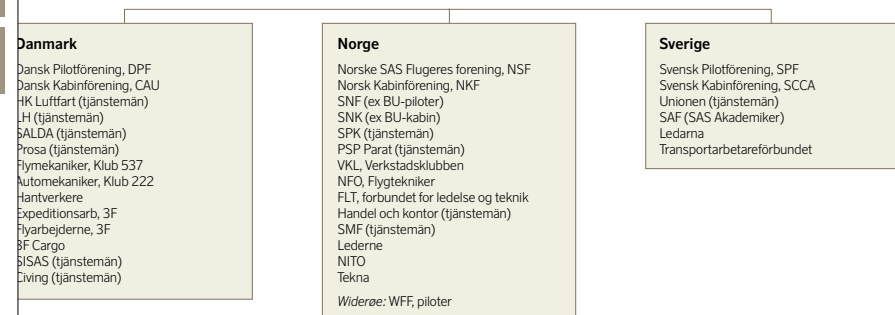 Danmark
Dansk Pilotförening, DPF
Dansk Kabinförening, CAU
HK Luftfart (tjänstemän)
LH (tjänstemän)
SALDA (tjänstemän)
Prosa (tjänstemän)
Flymekaniker, Klub 537
Automekaniker, Klub 222
Hantverkere
Expeditionsarb, 3F
Flyarbejderne, 3F
3F Cargo
SISAS (tjänstemän)
Civing (tjänstemän)
Norge
Norske SAS Flugeres forening, NSF
Norsk Kabinförening, NKF
SNF (ex BU-piloter)
SNK (ex BU-kabin)
SPK (tjänstemän)
PSP Parat (tjänstemän)
VKL, Verkstadsklubben
NFO, Flygtekniker
FLT, forbundet for ledelse og teknik
Handel och kontor (tjänstemän)
SMF (tjänstemän)
Lederne
NITO
Tekna
Widerøe: WFF, piloter
Sverige
Svensk Pilotförening, SPF
Svensk Kabinförening, SCCA
Unionen (tjänstemän)
SAF (SAS Akademiker)
Ledarna
Transportarbetareförbundet